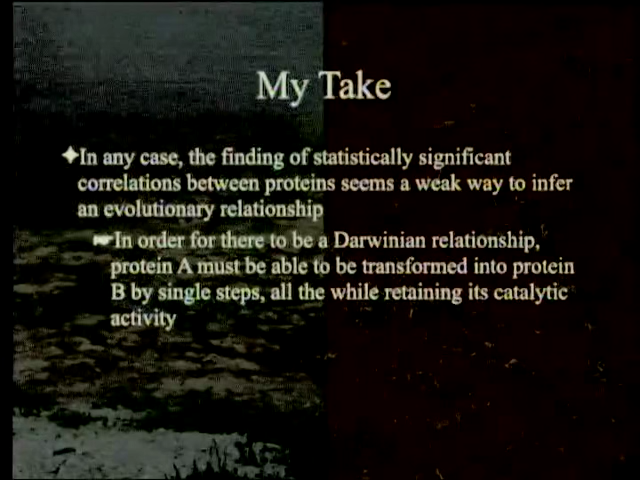 My Take
In any case, the finding of statistically significant
correlations between proteins seems a weak way to infer
an evolutionary relationship
In order for there to be a Darwinian relationship,
protein A must be able to be transformed into protein
B by single steps, all the while retaining its catalytic
activity